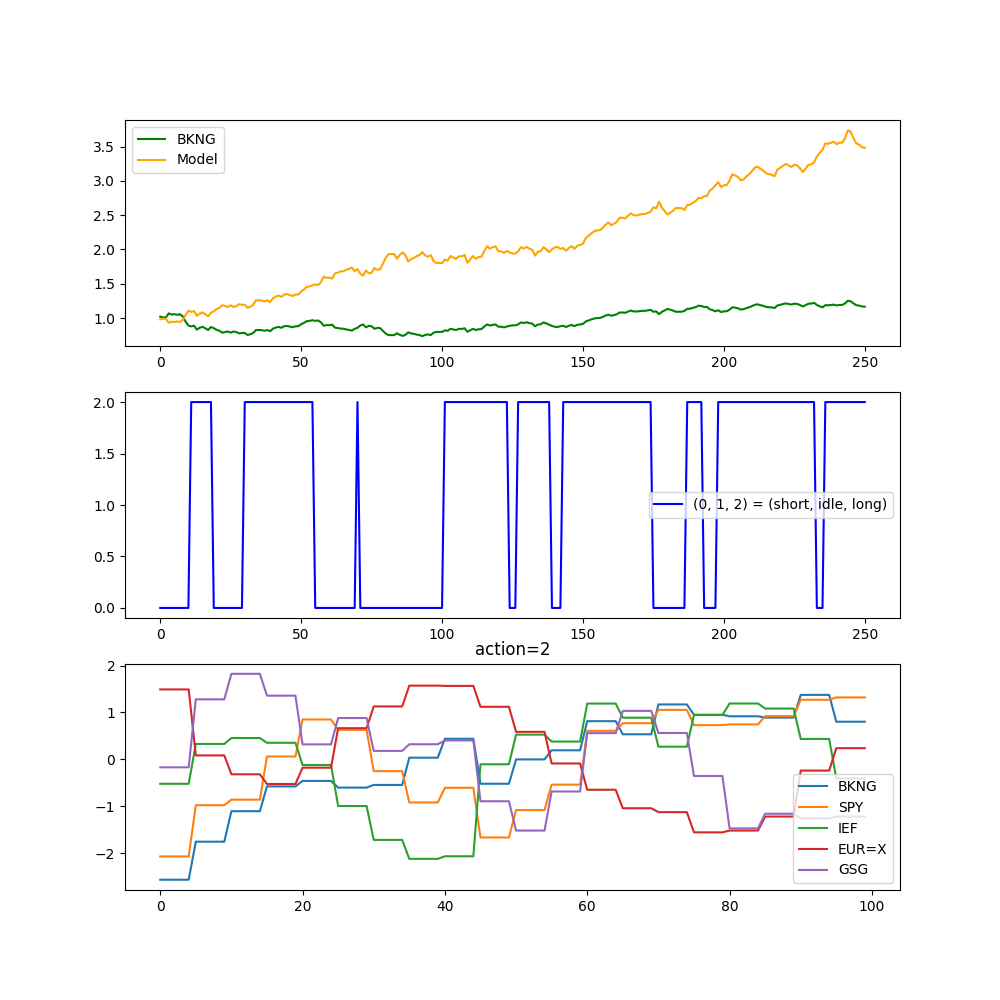 BKNG
Model
3.5
3.0
2.5
2.0
1.5
1.0
0 50 100 150 200 250
2.0
1.5
1.0
0.5
0.0
(0, 1, 2) = (short, idle, long)
0 50 100 150 200 250
action=2
2
1
0
−1
−2
BKNG
SPY
IEF
EUR=X
GSG
0 20 40 60 80 100